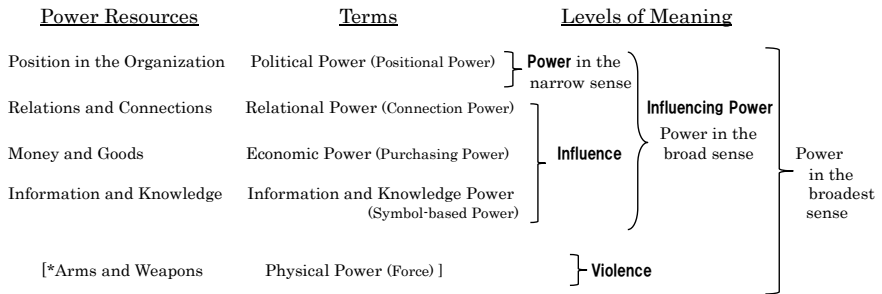 Power Resources Terms Levels of Meaning
Position in the Organization Political Power (Positional Power) Power in the
narrow sense
Relations and Connections Relational Power (Connection Power) Influencing Power
Power in the
broad sense
Money and Goods Economic Power (Purchasing Power) Influence Power
in the
broadest
sense
Information and Knowledge Information and Knowledge Power
(Symbol-based Power)
[*Arms and Weapons Physical Power (Force) ] Violence